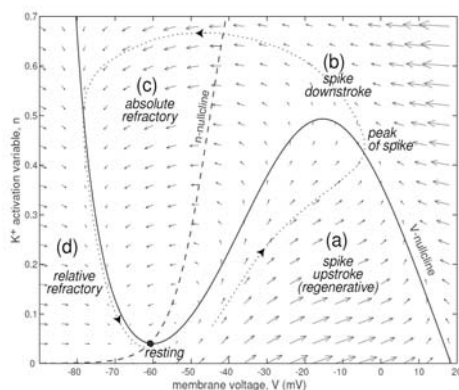 0.7
0.6
0.5
0.4
0.3
0.2
0.1
0
K+ activation variable, n
(c)
absolute
refractory
n-nullcline
(b)
spike
downstroke
peak
of spike
(d)
relative
refractory
(a)
spike
upstroke
(regenerative)
V-nullcline
resting
-80 -70 -60 -50 -40 -30 -20 -10 0 10 20
membrane voltage, V (mV)